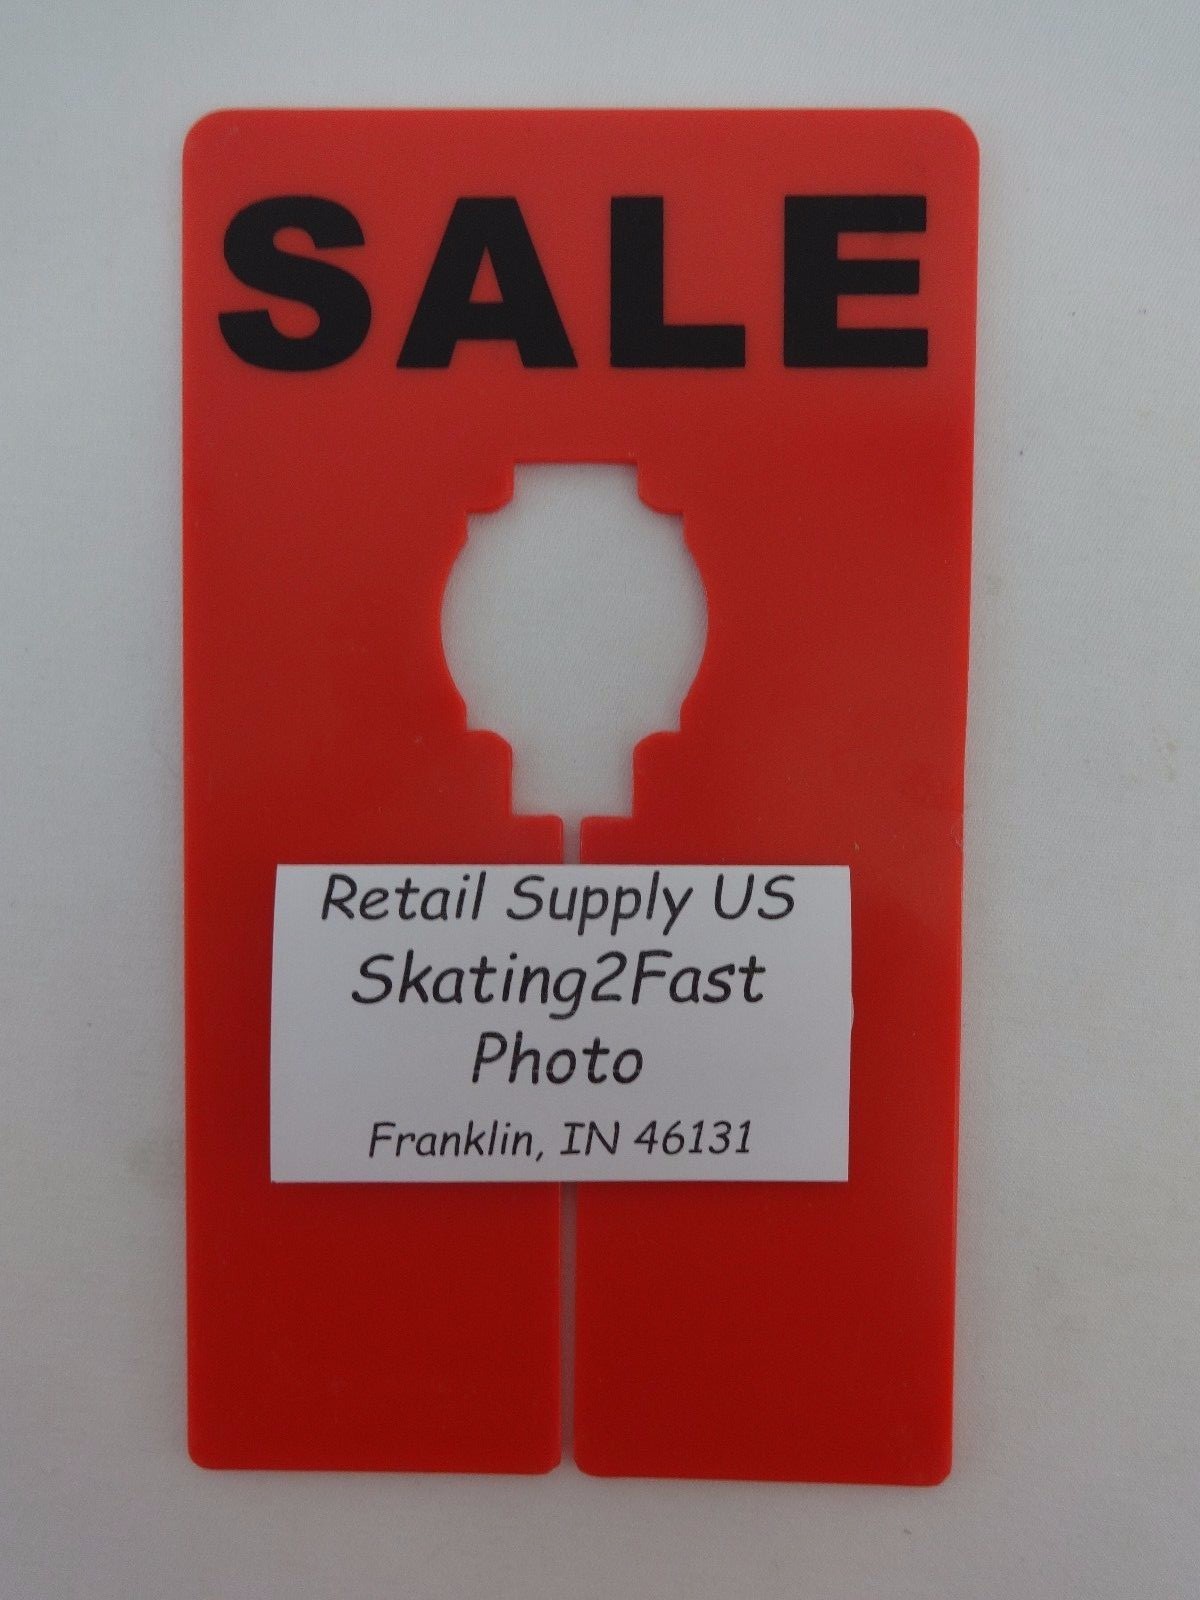 SALE
Retail Supply US
Skating2Fast
Photo
Franklin, IN 46131